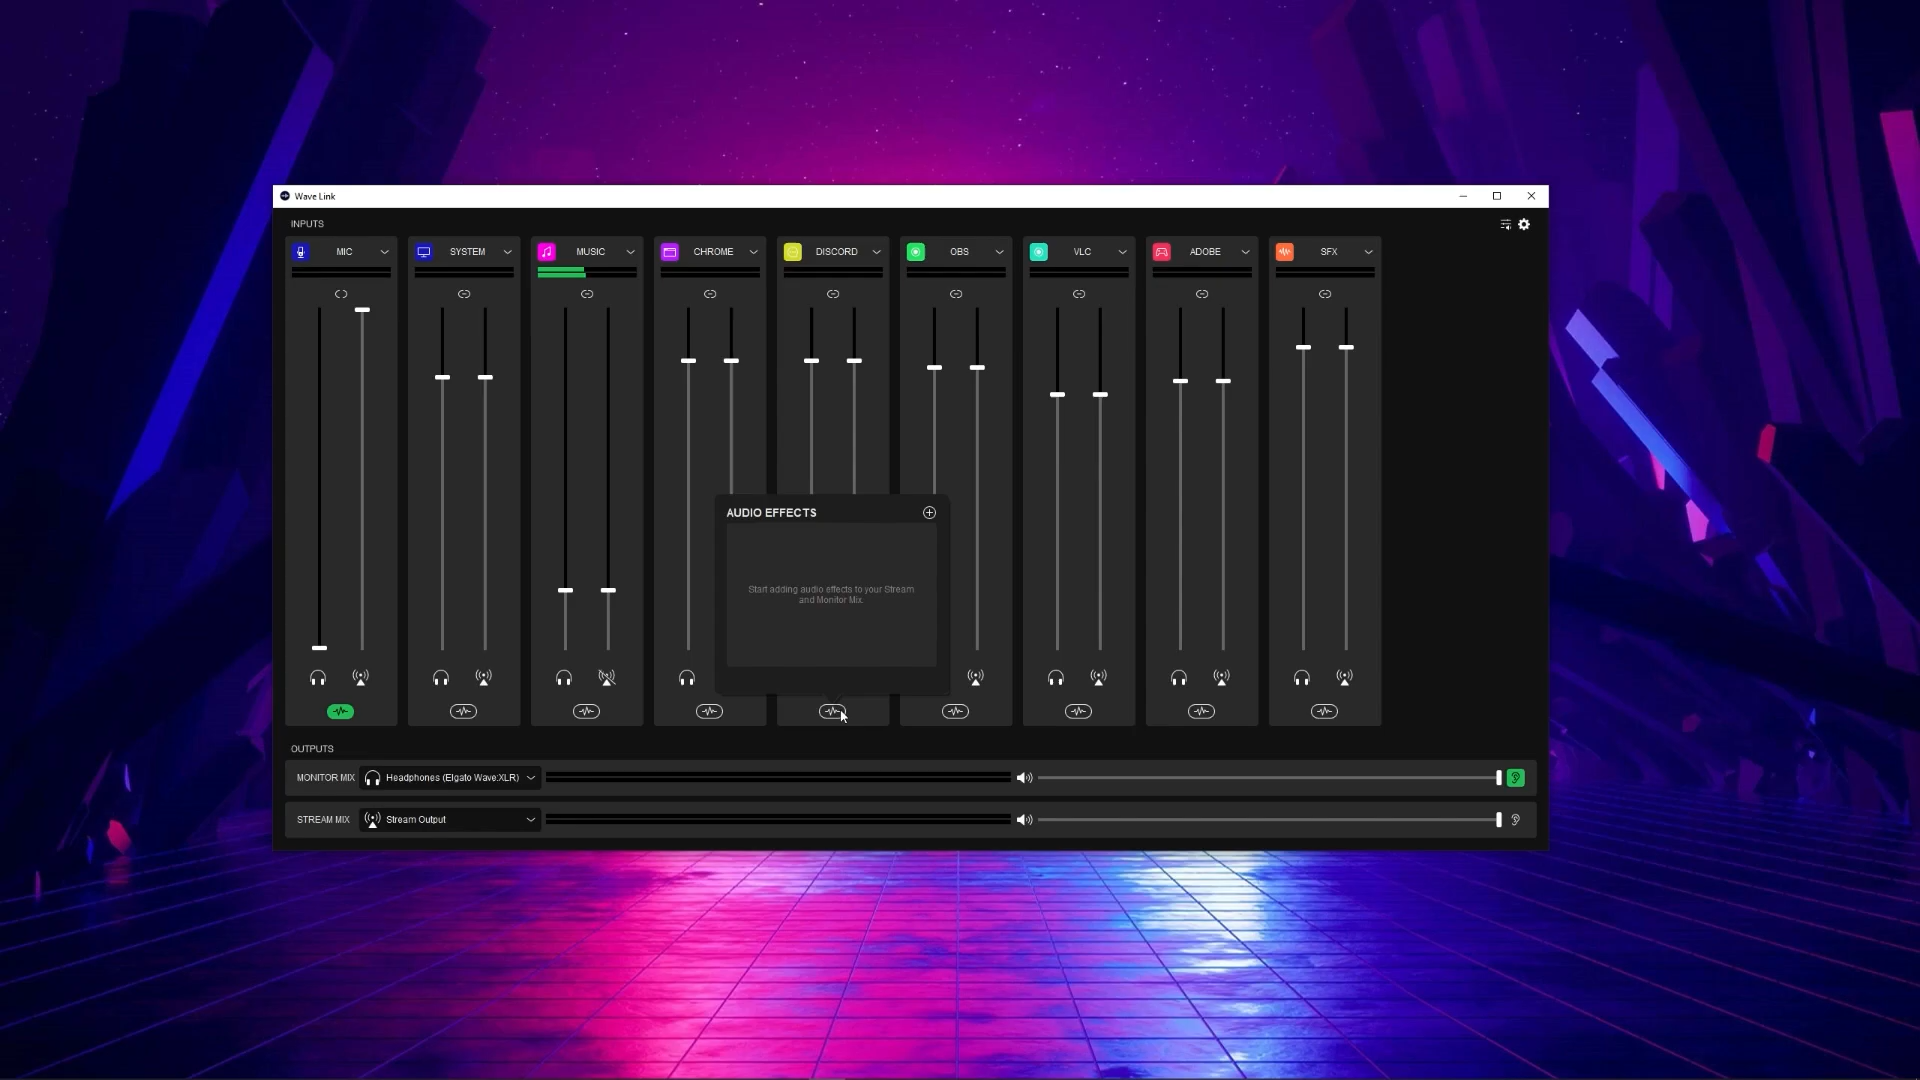 Wave Link
INPUTS
MIC
SYSTEM
MUSIC
CHROME
DISCORD
OBS
VLC
ADOBE
SFX
AUDIO EFFECTS
Start adding audio effects to your Stream
and Monitor Mix.
OUTPUTS
MONITOR MIX
Headphones (Elgato Wave:XLR)
STREAM MIX
Stream Output